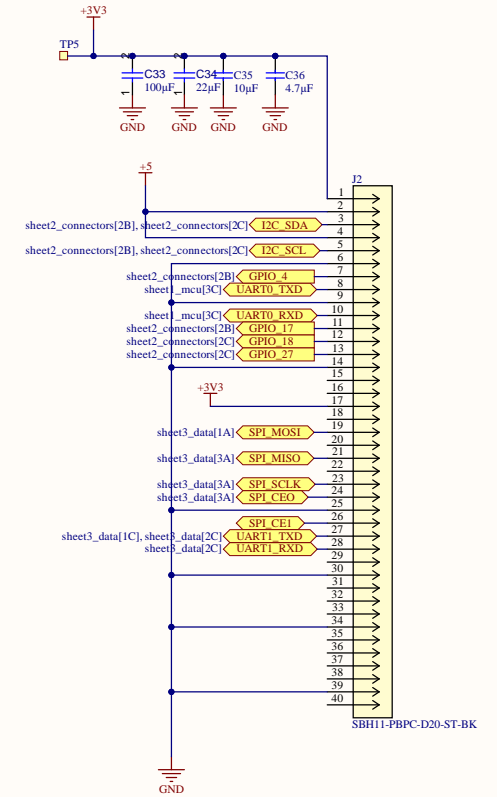 +3V3
TP5
2 2
C33 C34 C35 C36
100µF 22µF 10µF 4.7µF
1 1
GND GND GND GND
+5
J2
1
2
sheet2_connectors[2B], sheet2_connectors[2C] I2C_SDA 3
4
sheet2_connectors[2B], sheet2_connectors[2C] I2C_SCL 5
6
sheet2_connectors[2B] GPIO_4 7
sheet1_mcu[3C] UART0_TXD 8
9
sheet1_mcu[3C] UART0_RXD 10
sheet2_connectors[2B] GPIO_17 11
sheet2_connectors[2C] GPIO_18 12
sheet2_connectors[2C] GPIO_27 13
14
15
+3V3 16
17
18
sheet3_data[1A] SPI_MOSI 19
20
sheet3_data[3A] SPI_MISO 21
22
sheet3_data[3A] SPI_SCLK 23
sheet3_data[3A] SPI_CEO 24
25
SPI_CE1 26
sheet3_data[1C], sheet3_data[2C] UART1_TXD 27
sheet3_data[2C] UART1_RXD 28
29
30
31
32
33
34
35
36
37
38
39
40
SBH11-PBPC-D20-ST-BK
GND